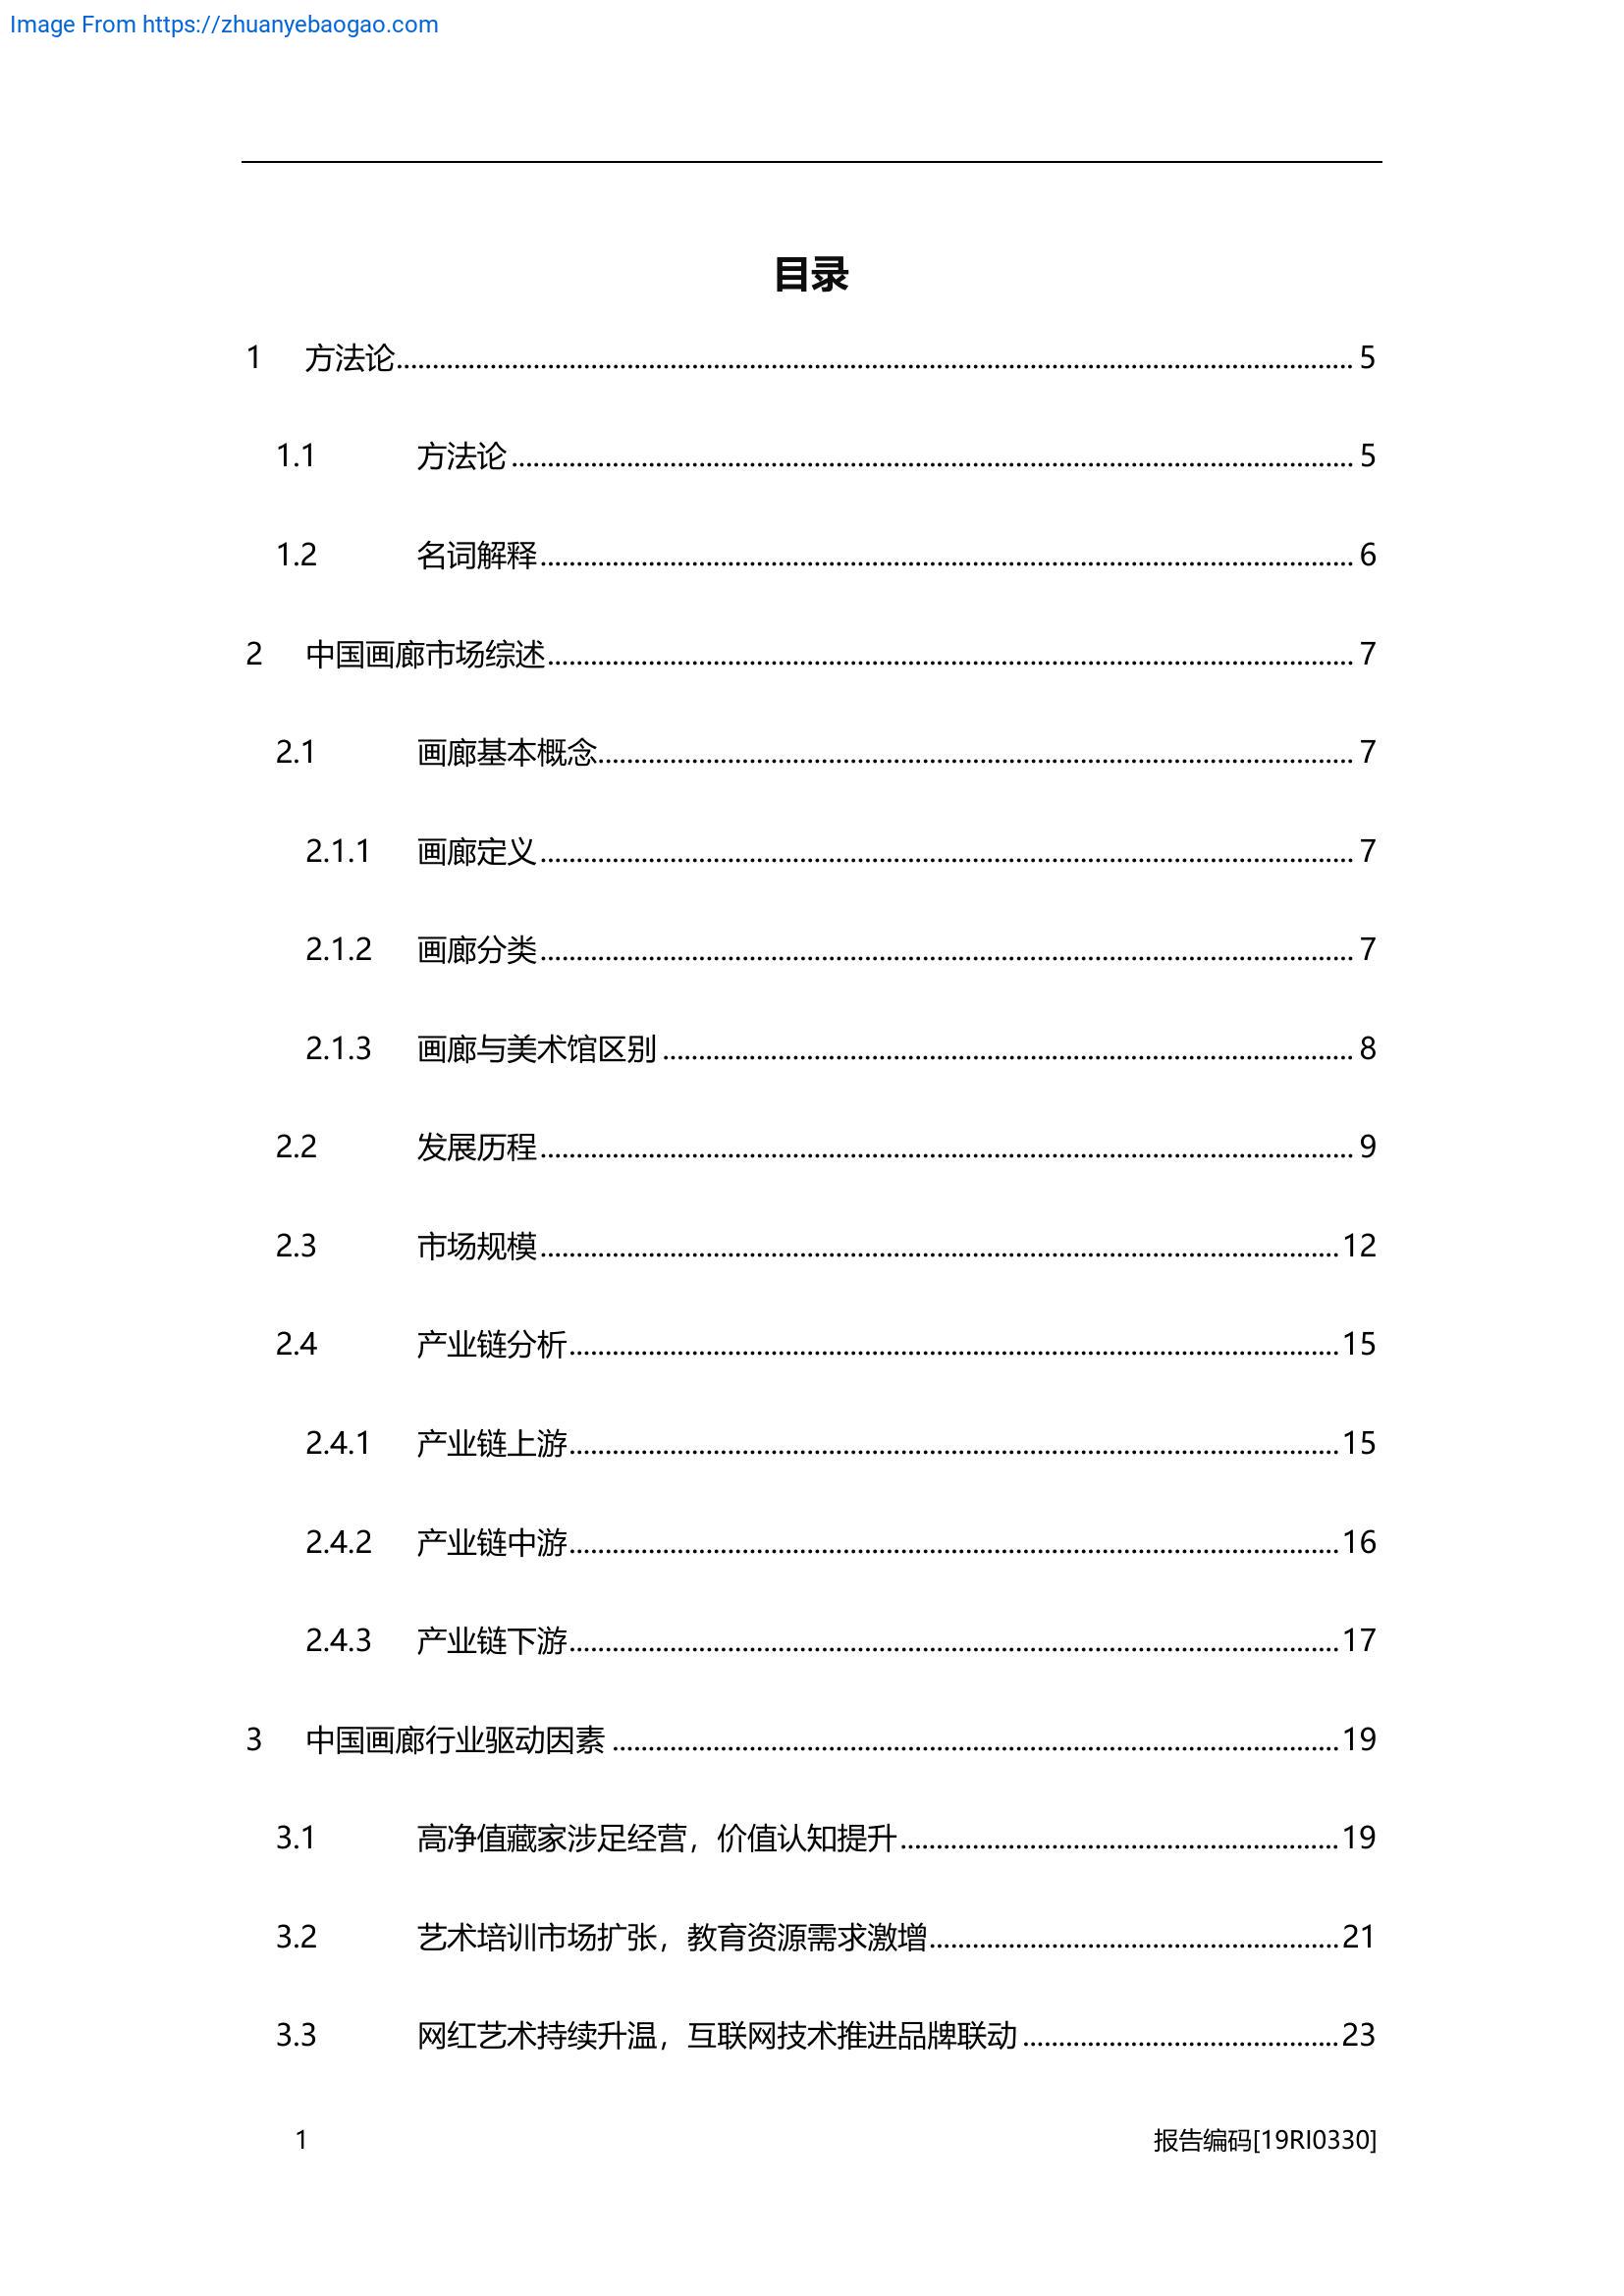 Image From https://zhuanyebaogao.com
目录
1 方法论 5
1.1 方法论 5
1.2 名词解释 6
2 中国画廊市场综述 7
2.1 画廊基本概念 7
2.1.1 画廊定义 7
2.1.2 画廊分类 7
2.1.3 画廊与美术馆区别 8
2.2 发展历程 9
2.3 市场规模 12
2.4 产业链分析 15
2.4.1 产业链上游 15
2.4.2 产业链中游 16
2.4.3 产业链下游 17
3 中国画廊行业驱动因素 19
3.1 高净值藏家涉足经营，价值认知提升 19
3.2 艺术培训市场扩张，教育资源需求激增 21
3.3 网红艺术持续升温，互联网技术推进品牌联动 23
1 报告编码[19RI0330]